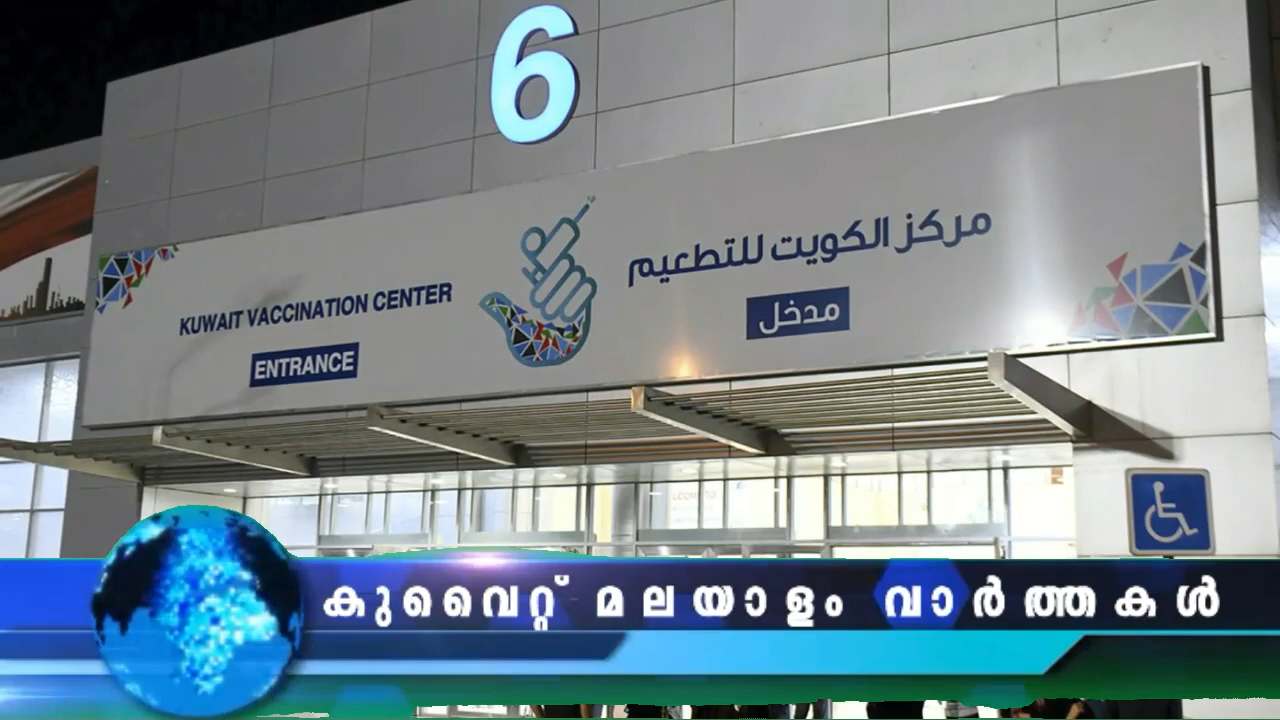 6
KUWAIT VACCINATION CENTER
ENTRANCE
مركز الكويت للتطعيم
مدخل
കുവൈറ്റ് മലയാളം വാർത്തകൾ